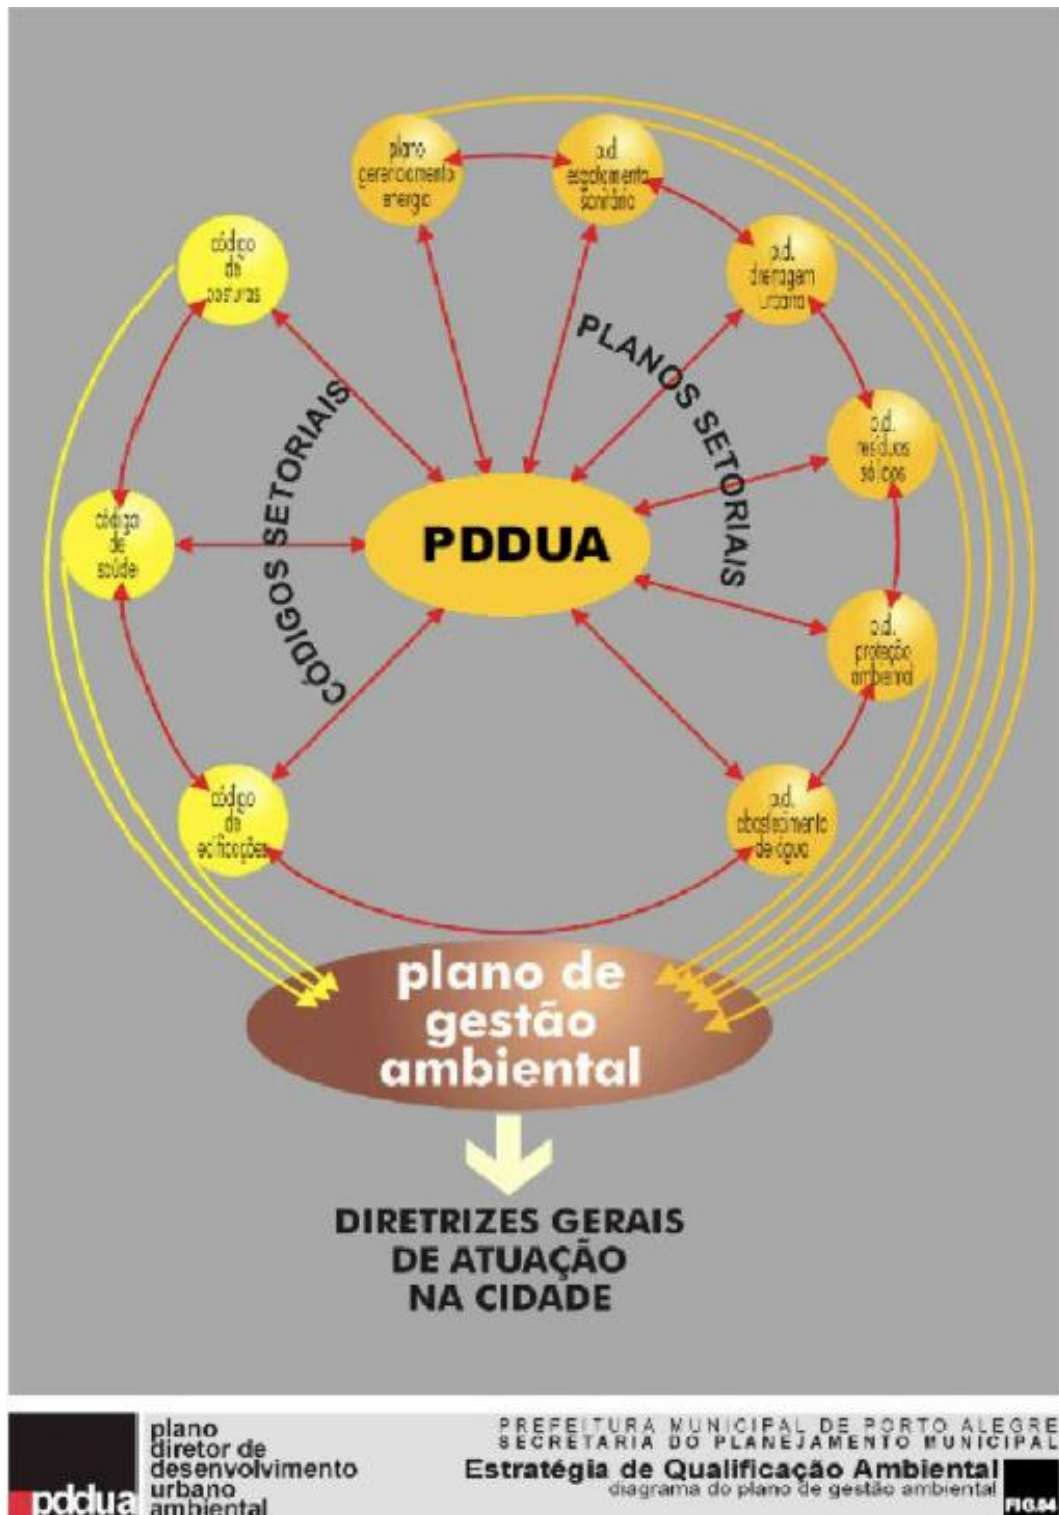 plano
gerenciamento
energia
p.d.
esgotamento
sanitário
p.d.
drenagem
urbana
p.d.
resíduos
sólidos
p.d.
proteção
ambiental
p.d.
abastecimento
de água
código
de
posturas
código
de
saúde
código
de
edificações
CÓDIGOS SETORIAIS
PLANOS SETORIAIS
PDDUA
plano de
gestão
ambiental
DIRETRIZES GERAIS
DE ATUAÇÃO
NA CIDADE
pddua
plano
diretor de
desenvolvimento
urbano
ambiental
PREFEITURA MUNICIPAL DE PORTO ALEGRE
SECRETARIA DO PLANEJAMENTO MUNICIPAL
Estratégia de Qualificação Ambiental
diagrama do plano de gestão ambiental
FIG.04